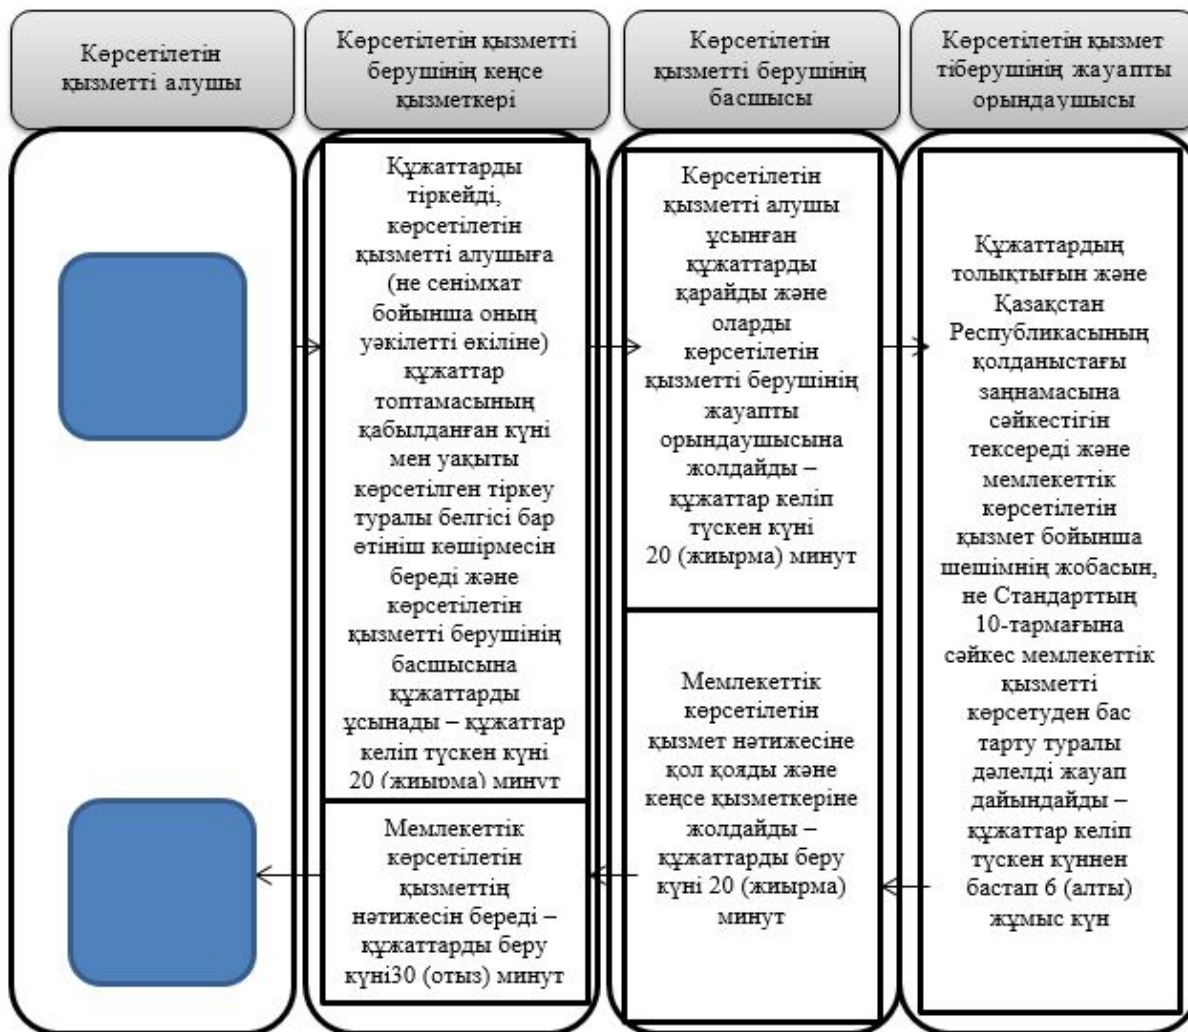 Көрсетілетін
қызметті алушы
Көрсетілетін қызметті
берушінің кеңсе
қызметкері
Көрсетілетін
қызметті берушінің
басшысы
Көрсетілетін қызмет
тіберушінің жауапты
орындаушысы
Құжаттарды
тіркейді,
көрсетілетін
қызметті алушыға
(не сенімхат
бойынша оның
уәкілетті өкіліне)
құжаттар
топтамасының
қабылданған күні
мен уақыты
көрсетілген тіркеу
туралы белгісі бар
өтініш көшірмесін
береді және
көрсетілетін
қызметті берушінің
басшысына
құжаттарды
ұсынады – құжаттар
келіп түскен күні
20 (жиырма) минут
Көрсетілетін
қызметті алушы
ұсынған
құжаттарды
қарайды және
оларды
көрсетілетін
қызметті берушінің
жауапты
орындаушысына
жолдайды –
құжаттар келіп
түскен күні
20 (жиырма) минут
Құжаттардың
толықтығын және
Қазақстан
Республикасының
қолданыстағы
заңнамасына
сәйкестігін
тексереді және
мемлекеттік
көрсетілетін
қызмет бойынша
шешімнің жобасын,
не Стандарттың
10-тармағына
сәйкес мемлекеттік
қызметті
көрсетуден бас
тарту туралы
дәлелді жауап
дайындайды –
құжаттар келіп
түскен күннен
бастап 6 (алты)
жұмыс күн
Мемлекеттік
көрсетілетін
қызмет нәтижесіне
қол қояды және
кеңсе қызметкеріне
жолдайды –
құжаттарды беру
күні 20 (жиырма)
минут
Мемлекеттік
көрсетілетін
қызметтің
нәтижесін береді –
құжаттарды беру
күні30 (отыз) минут